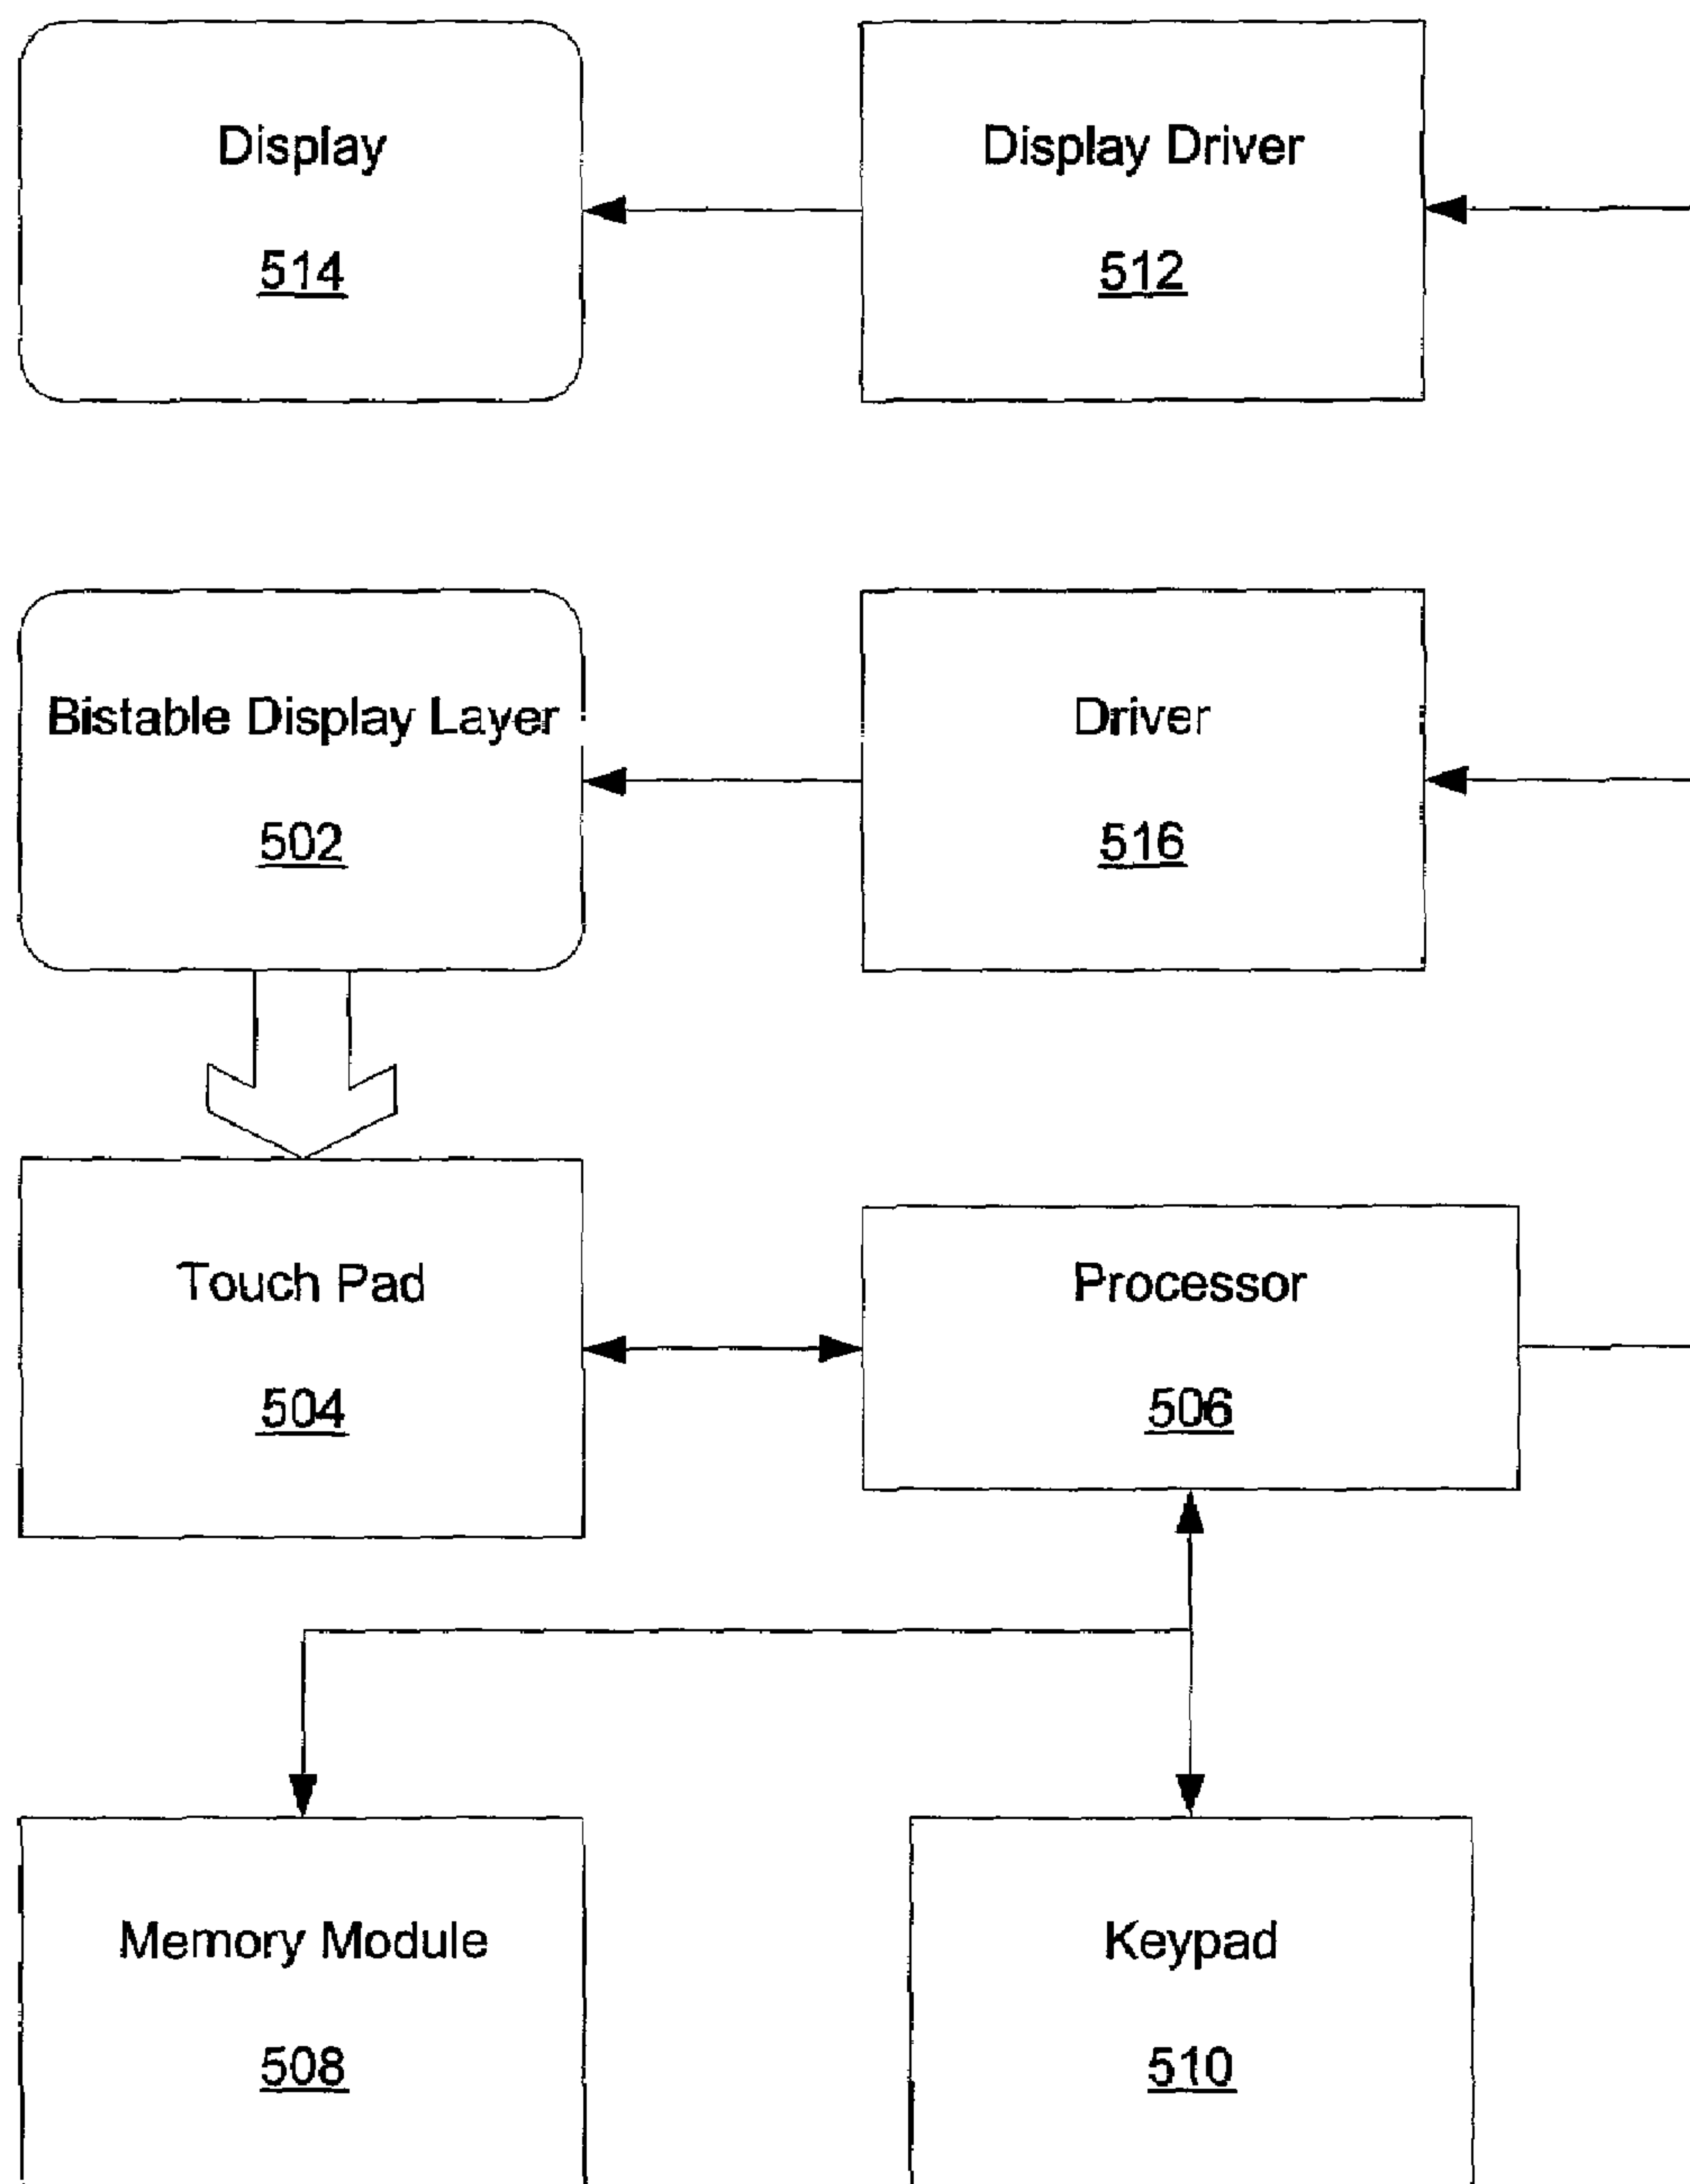 Display
514
Display Driver
512
Bistable Display Layer
502
Driver
516
Touch Pad
504
Processor
506
Memory Module
508
Keypad
510